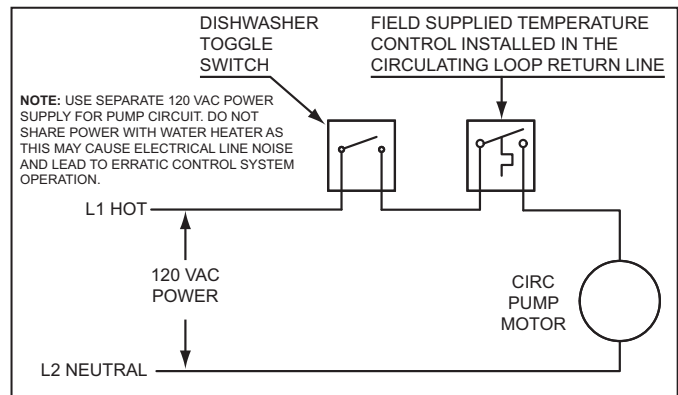 DISHWASHER
TOGGLE
SWITCH
FIELD SUPPLIED TEMPERATURE
CONTROL INSTALLED IN THE
CIRCULATING LOOP RETURN LINE
NOTE: USE SEPARATE 120 VAC POWER
SUPPLY FOR PUMP CIRCUIT. DO NOT
SHARE POWER WITH WATER HEATER AS
THIS MAY CAUSE ELECTRICAL LINE NOISE
AND LEAD TO ERRATIC CONTROL SYSTEM
OPERATION.
L1 HOT
120 VAC
POWER
CIRC
PUMP
MOTOR
L2 NEUTRAL